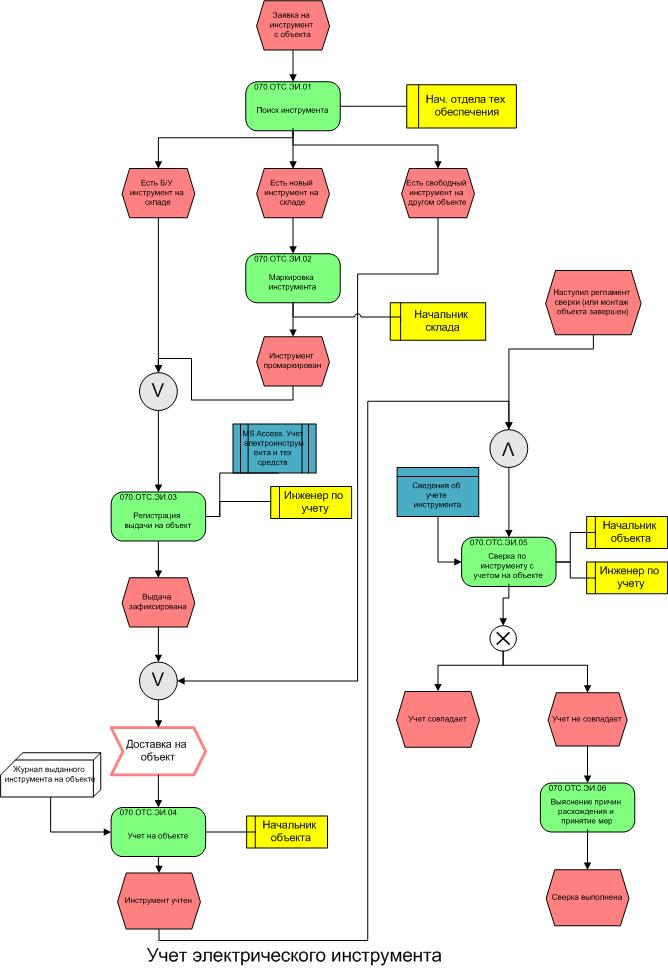 Заявка на
инструмент
с объекта
070.ОТС.ЭИ.01
Поиск инструмента
Нач. отдела тех
обеспечения
Есть Б/У
инструмент на
складе
Есть новый
инструмент на
складе
Есть свободный
инструмент на
другом объекте
070.ОТС.ЭИ.02
Маркировка
инструмента
Начальник
склада
Наступил регламент
сверки (или монтаж
объекта завершен)
Инструмент
промаркирован
V
MS Access. Учет
электроинструм
ента и тех
средств
Λ
Сведения об
учете
инструмента
070.ОТС.ЭИ.03
Регистрация
выдачи на объект
Инженер по
учету
070.ОТС.ЭИ.05
Сверка по
инструменту с
учетом на объекте
Начальник
объекта
Инженер по
учету
Выдача
зафиксирована
V
Учет совпадает
Учет не совпадает
Доставка на
объект
Журнал выданного
инструмента на объекте
070.ОТС.ЭИ.04
Учет на объекте
Начальник
объекта
070.ОТС.ЭИ.06
Выяснение причин
расхождения и
принятие мер
Инструмент учтен
Сверка выполнена
Учет электрического инструмента